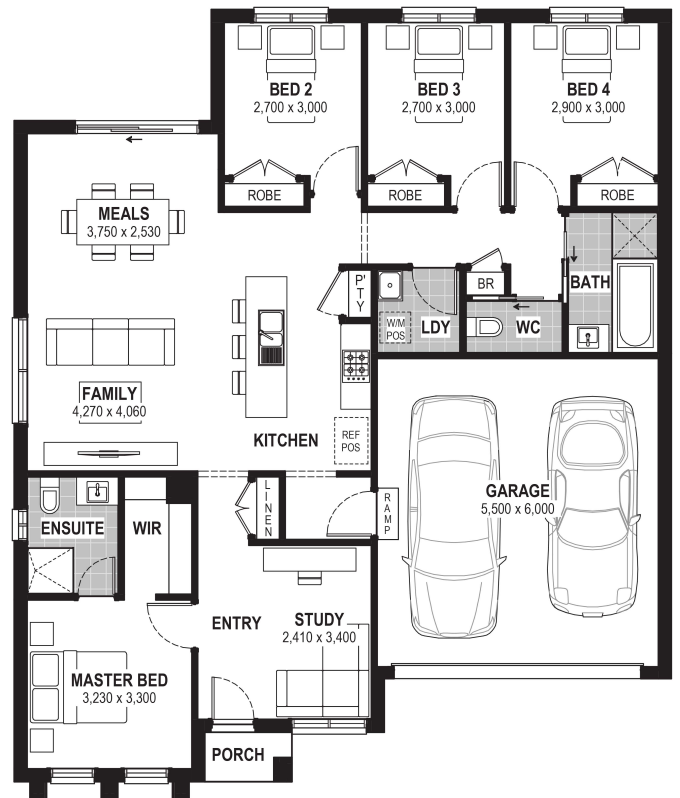 BED 2
2,700 x 3,000
BED 3
2,700 x 3,000
BED 4
2,900 x 3,000
ROBE
ROBE
ROBE
MEALS
3,750 x 2,530
P'
TY
BR
BATH
W/M
POS
LDY
WC
FAMILY
4,270 x 4,060
KITCHEN
REF
POS
GARAGE
5,500 x 6,000
LINEN
RAMP
ENSUITE
WIR
ENTRY
STUDY
2,410 x 3,400
MASTER BED
3,230 x 3,300
PORCH